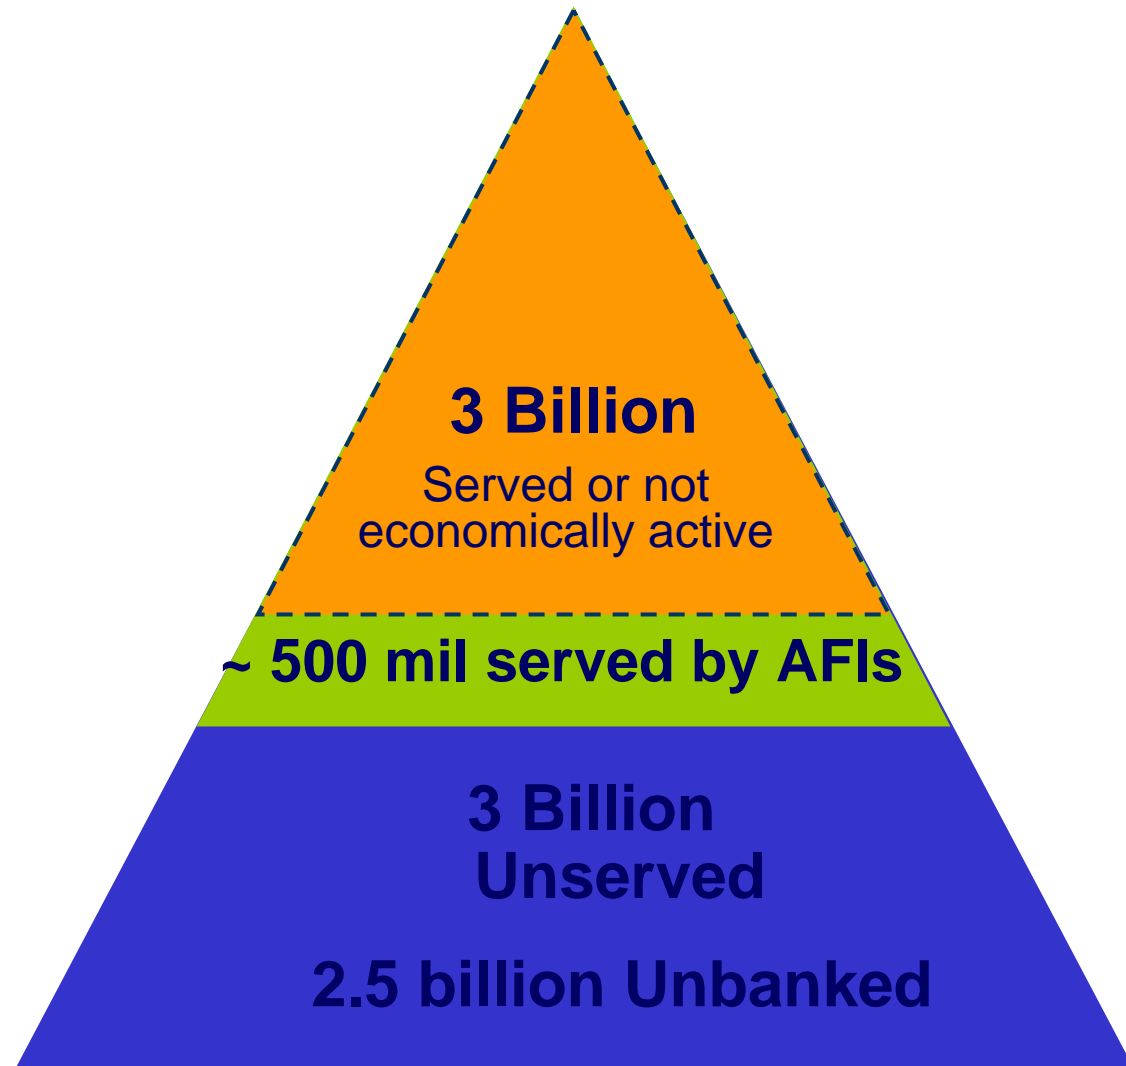 3 Billion
Served or not
economically active
~ 500 mil served by AFIs
3 Billion
Unserved
2.5 billion Unbanked